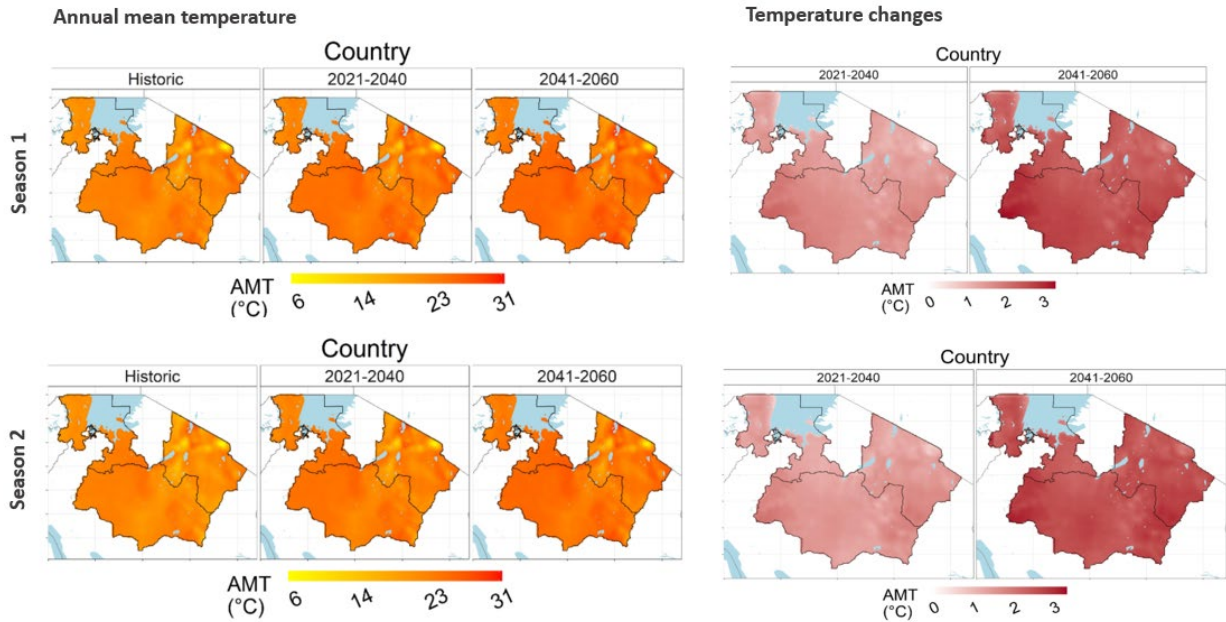 Annual mean temperature
Temperature changes
Season 1
Country
Historic 2021-2040 2041-2060
AMT
(°C)
6 14 23 31
Country
2021-2040 2041-2060
AMT
(°C)
0 1 2 3
Season 2
Country
Historic 2021-2040 2041-2060
AMT
(°C)
6 14 23 31
Country
2021-2040 2041-2060
AMT
(°C)
0 1 2 3